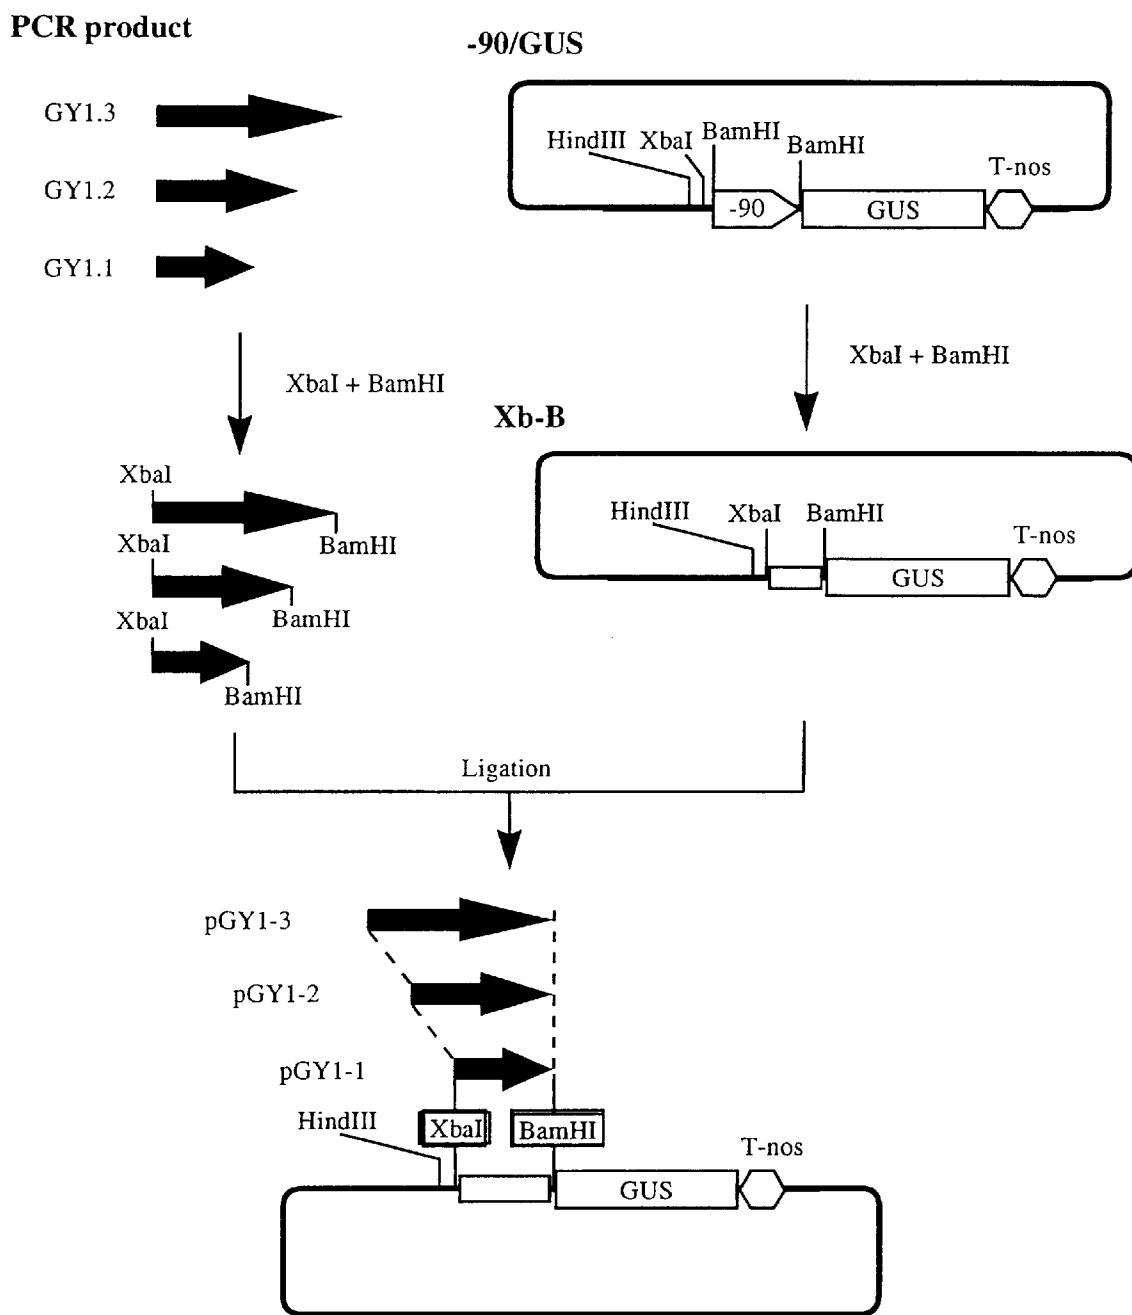 PCR product
-90/GUS
GY1.3
GY1.2
GY1.1
HindIII XbaI BamHI BamHI
T-nos
-90 GUS
XbaI + BamHI
XbaI + BamHI
Xb-B
XbaI
BamHI
XbaI
BamHI
XbaI
BamHI
HindIII XbaI BamHI
T-nos
GUS
Ligation
pGY1-3
pGY1-2
pGY1-1
HindIII XbaI BamHI
T-nos
GUS